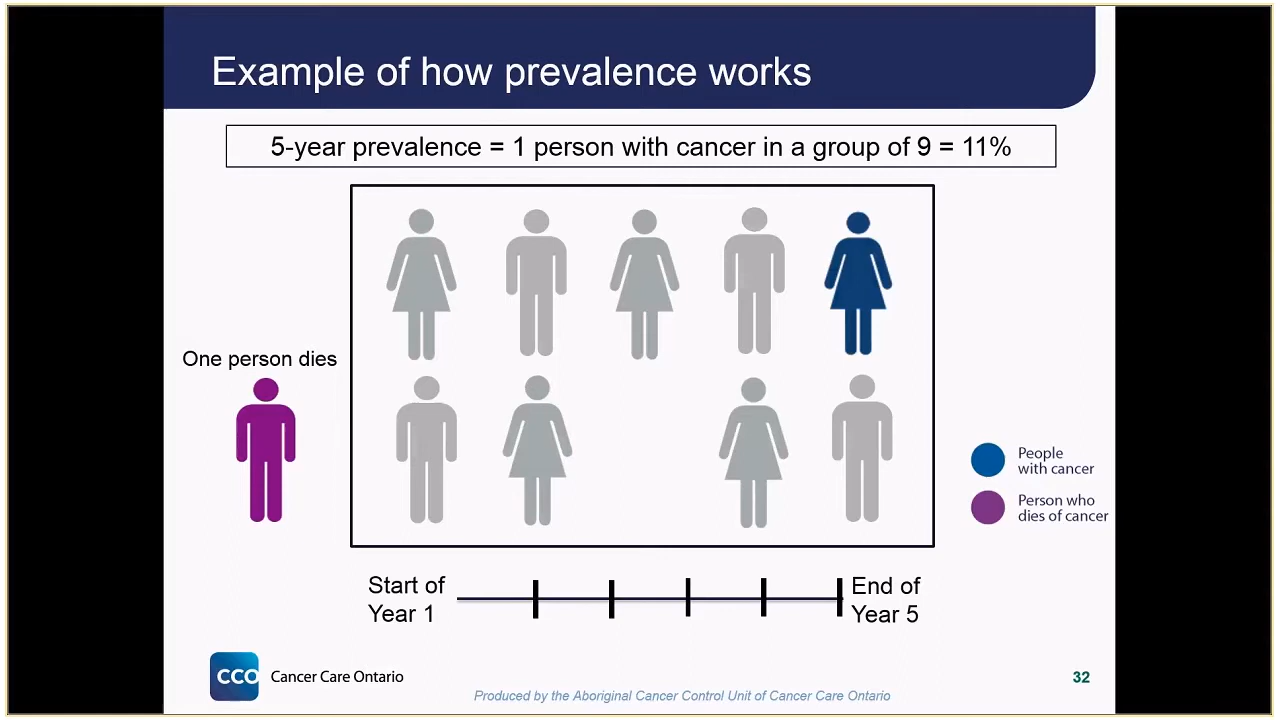 Example of how prevalence works
5-year prevalence = 1 person with cancer in a group of 9 = 11%
One person dies
People
with cancer
Person who
dies of cancer
Start of
Year 1
End of
Year 5
CCO
Cancer Care Ontario
Produced by the Aboriginal Cancer Control Unit of Cancer Care Ontario
32